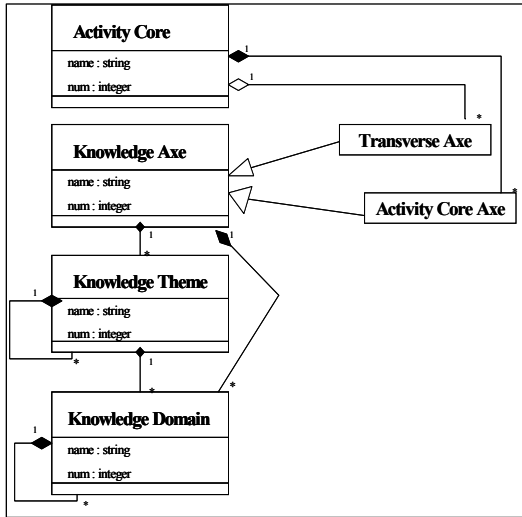 Activity Core
name : string
num : integer
1
1
*
Knowledge Axe
name : string
num : integer
Transverse Axe
Activity Core Axe
*
1
1
*
Knowledge Theme
name : string
num : integer
1
*
1
*
*
Knowledge Domain
name : string
num : integer
1
*